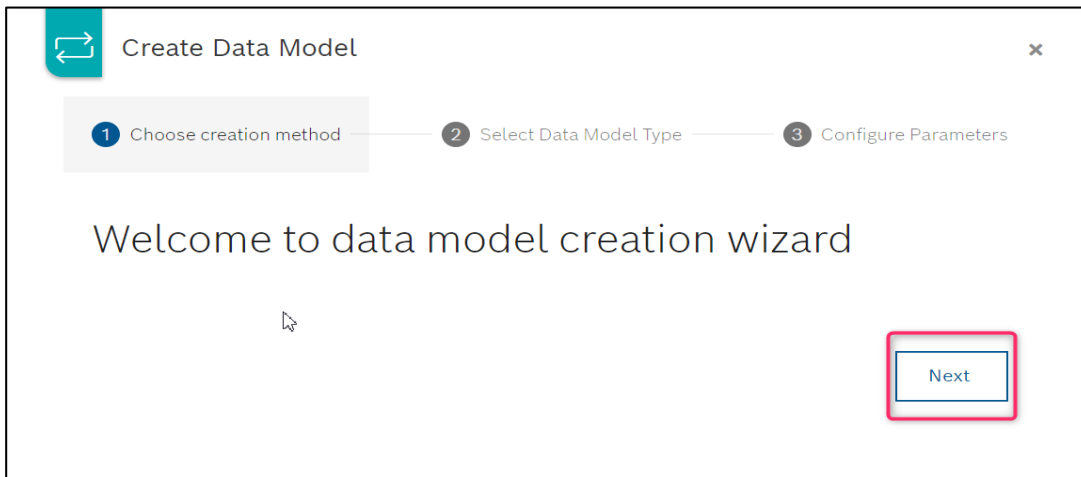 Create Data Model
×
1 Choose creation method 2 Select Data Model Type 3 Configure Parameters
Welcome to data model creation wizard
Next